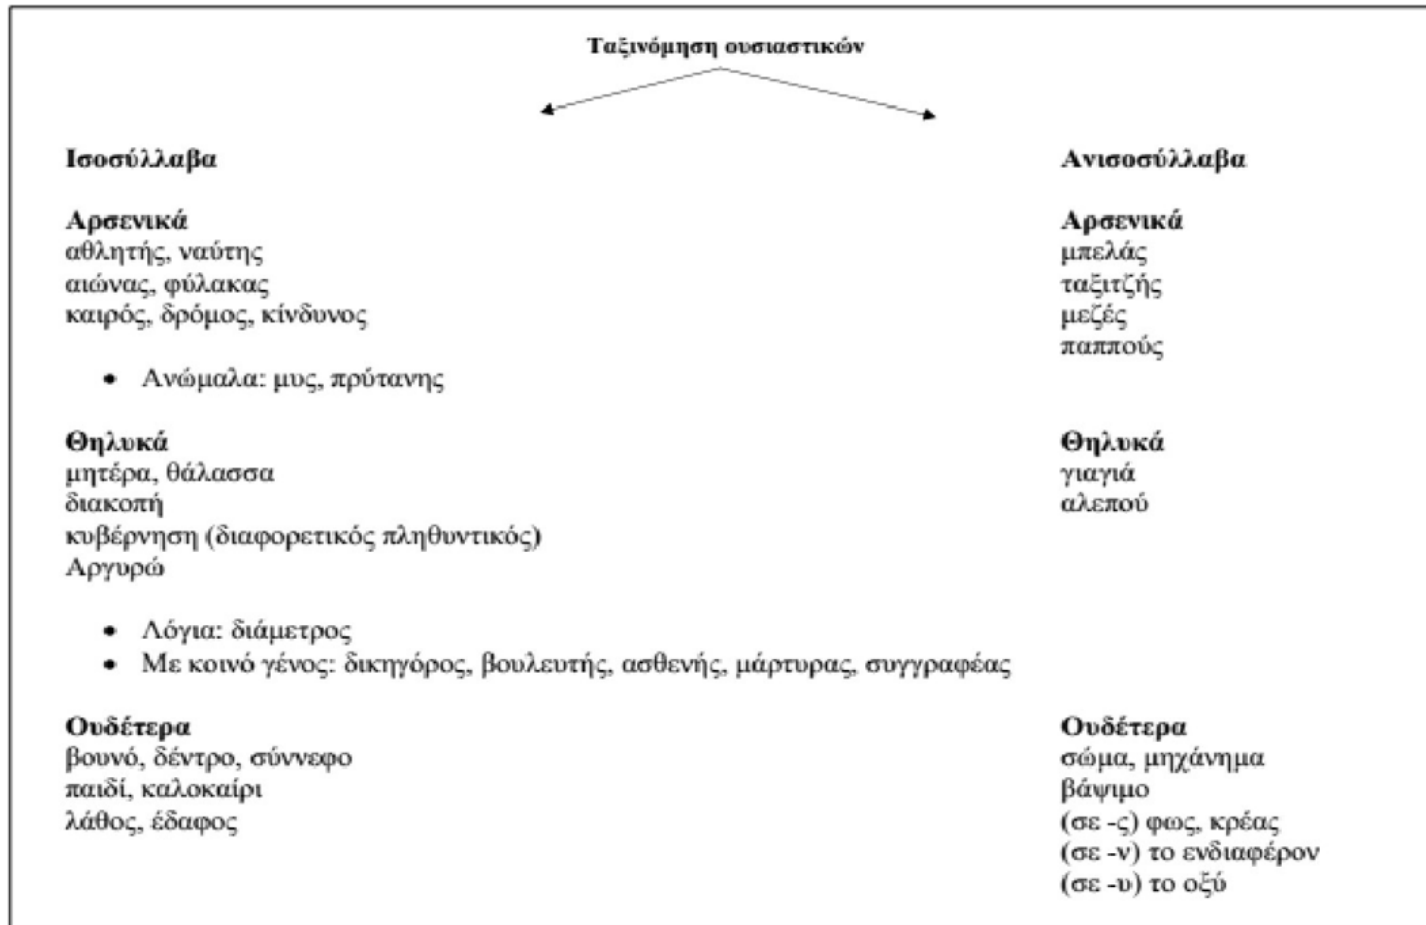 Ταξινόμηση ουσιαστικών
Ισοσύλλαβα
Αρσενικά
αθλητής, ναύτης
αιώνας, φύλακας
καιρός, δρόμος, κίνδυνος
• Ανώμαλα: μυς, πρύτανης
Θηλυκά
μητέρα, θάλασσα
διακοπή
κυβέρνηση (διαφορετικός πληθυντικός)
Αργυρώ
• Λόγια: διάμετρος
• Με κοινό γένος: δικηγόρος, βουλευτής, ασθενής, μάρτυρας, συγγραφέας
Ουδέτερα
βουνό, δέντρο, σύννεφο
παιδί, καλοκαίρι
λάθος, έδαφος
Ανισοσύλλαβα
Αρσενικά
μπελάς
ταξιτζής
μεζές
παππούς
Θηλυκά
γιαγιά
αλεπού
Ουδέτερα
σώμα, μηχάνημα
βάψιμο
(σε -ς) φως, κρέας
(σε -ν) το ενδιαφέρον
(σε -υ) το οξύ